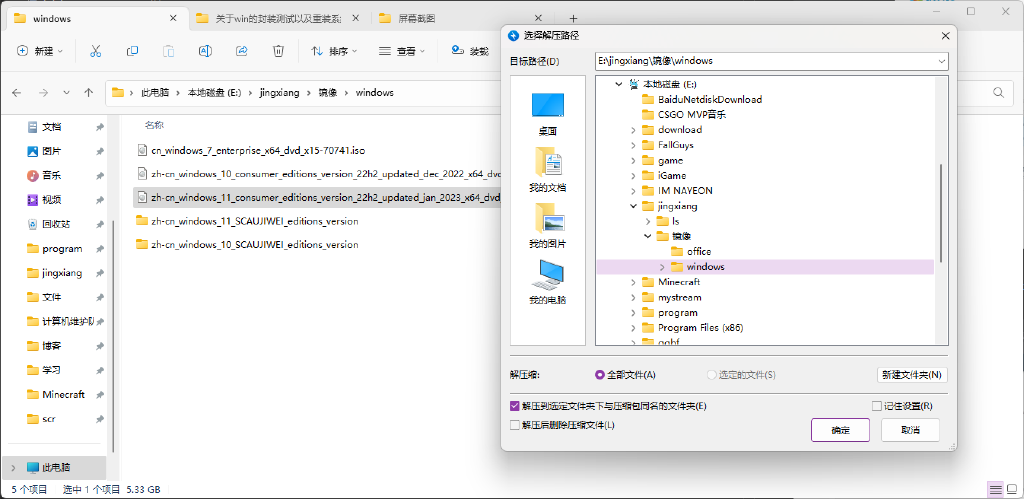 windows
关于win的封装测试以及重装系
屏幕截图
新建
排序
查看
装载
此电脑 > 本地磁盘 (E:) > jingxiang > 镜像 > windows
文档
图片
音乐
视频
回收站
program
jingxiang
文件
计算机维护队
博客
学习
Minecraft
scr
此电脑
名称
cn_windows_7_enterprise_x64_dvd_x15-70741.iso
zh-cn_windows_10_consumer_editions_version_22h2_updated_dec_2022_x64_dvd
zh-cn_windows_11_consumer_editions_version_22h2_updated_jan_2023_x64_dvd
zh-cn_windows_11_SCAUJIWEI_editions_version
zh-cn_windows_10_SCAUJIWEI_editions_version
5 个项目 选中 1 个项目 5.33 GB
选择解压路径
目标路径(D)
E:\jingxiang\镜像\windows
桌面
我的文档
我的图片
我的电脑
本地磁盘 (E:)
BaiduNetdiskDownload
CSGO MVP音乐
download
FallGuys
game
iGame
IM NAYEON
jingxiang
ls
镜像
office
windows
Minecraft
mystream
program
Program Files (x86)
解压缩:
全部文件(A)
选定的文件(S)
新建文件夹(N)
解压到选定文件夹下与压缩包同名的文件夹(E)
记住设置(R)
解压后删除压缩文件(L)
确定
取消